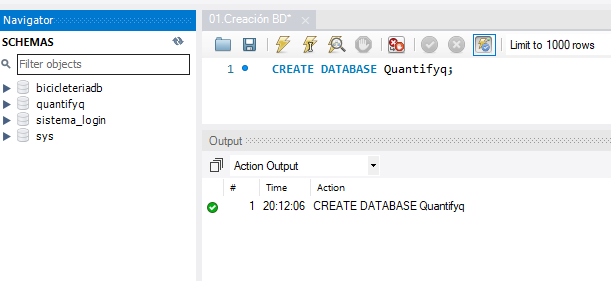 Navigator
SCHEMAS
Filter objects
bicicleteriadb
quantifyq
sistema_login
sys
01 Creación BD*
Limit to 1000 rows
1 CREATE DATABASE Quantifyq;
Output
Action Output
# Time Action
1 20:12:06 CREATE DATABASE Quantifyq